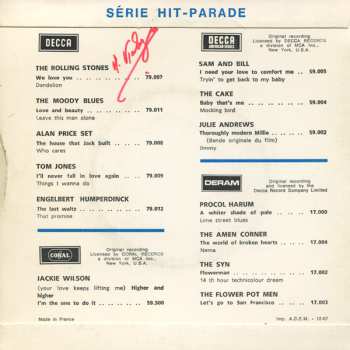 SÉRIE HIT-PARADE
DECCA
THE ROLLING STONES
We love you .. .. .. .. .. .. 79.007
Dandelion
THE MOODY BLUES
Love and beauty .. .. .. .. .. 79.011
Leave this man alone
ALAN PRICE SET
The house that Jack built .. .. 79.008
Who cares
TOM JONES
I'll never fall in love again .. 79.009
Things I wanna do
ENGELBERT HUMPERDINCK
The last waltz .. .. .. .. .. 79.012
That promise
CORAL
Original recording
Licensed by CORAL RECORDS
a division of MCA Inc.,
New York, U.S.A.
JACKIE WILSON
(your love keeps lifting me) Higher and
higher
I'm the one to do it .. .. .. 59.300
Made in France
DECCA
AMERICAN SERIES
Original recording
Licensed by DECCA RECORDS
a division of MCA Inc.,
New York, U.S.A.
SAM AND BILL
I need your love to comfort me .. 59.005
Tryin' to get back to my baby
THE CAKE
Baby that's me .. .. .. .. .. 59.004
Mocking bird
JULIE ANDREWS
Thoroughly modern Millie .. .. 59.002
(Bande originale du film)
Jimmy
DERAM
Original recording
and licensed by the
Decca Record Company Limited
PROCOL HARUM
A whiter shade of pale .. .. .. 17.000
Lime street blues
THE AMEN CORNER
The world of broken hearts .. .. 17.004
Nema
THE SYN
Flowerman .. .. .. .. .. .. 17.002
14 th hour technicolour dream
THE FLOWER POT MEN
Let's go to San Francisco .. .. 17.003
Imp. A.D.E.M. - 12-67